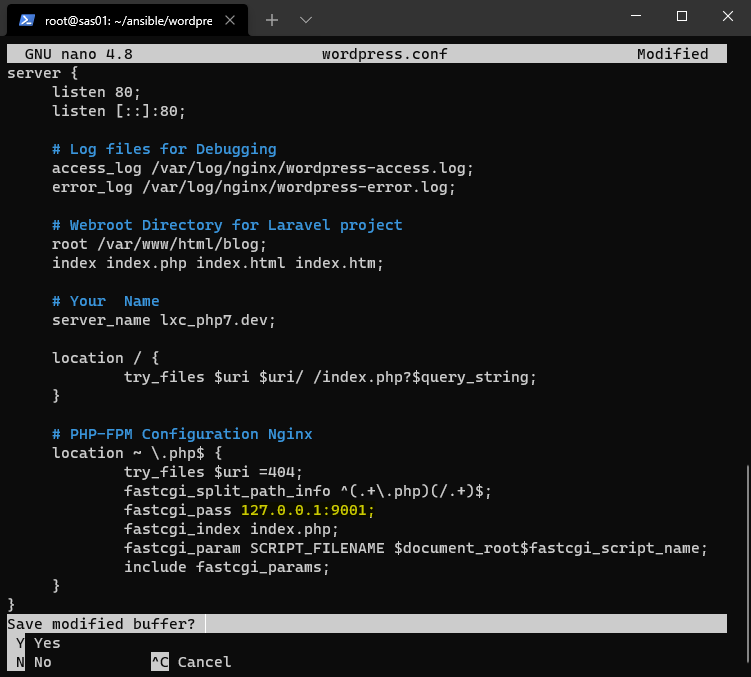 root@sas01: ~/ansible/wordpre
GNU nano 4.8 wordpress.conf Modified
server {
listen 80;
listen [::]:80;
# Log files for Debugging
access_log /var/log/nginx/wordpress-access.log;
error_log /var/log/nginx/wordpress-error.log;
# Webroot Directory for Laravel project
root /var/www/html/blog;
index index.php index.html index.htm;
# Your  Name
server_name lxc_php7.dev;
location / {
try_files $uri $uri/ /index.php?$query_string;
}
# PHP-FPM Configuration Nginx
location ~ \.php$ {
try_files $uri =404;
fastcgi_split_path_info ^(.+\.php)(/.+)$;
fastcgi_pass 127.0.0.1:9001;
fastcgi_index index.php;
fastcgi_param SCRIPT_FILENAME $document_root$fastcgi_script_name;
include fastcgi_params;
}
}
Save modified buffer?
Y Yes
N No ^C Cancel